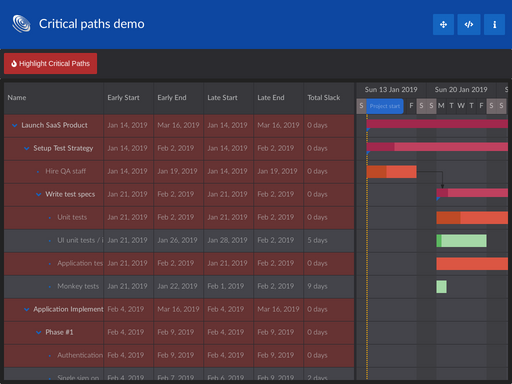 Critical paths demo
Highlight Critical Paths
Name Early Start Early End Late Start Late End Total Slack
Sun 13 Jan 2019 Sun 20 Jan 2019 S
S Project start F S S M T W T F S S
Launch SaaS Product Jan 14, 2019 Mar 16, 2019 Jan 14, 2019 Mar 16, 2019 0 days
Setup Test Strategy Jan 14, 2019 Feb 2, 2019 Jan 14, 2019 Feb 2, 2019 0 days
Hire QA staff Jan 14, 2019 Jan 19, 2019 Jan 14, 2019 Jan 19, 2019 0 days
Write test specs Jan 21, 2019 Feb 2, 2019 Jan 21, 2019 Feb 2, 2019 0 days
Unit tests Jan 21, 2019 Feb 2, 2019 Jan 21, 2019 Feb 2, 2019 0 days
UI unit tests / Jan 21, 2019 Jan 26, 2019 Jan 28, 2019 Feb 2, 2019 5 days
Application tes Jan 21, 2019 Feb 2, 2019 Jan 21, 2019 Feb 2, 2019 0 days
Monkey tests Jan 21, 2019 Jan 22, 2019 Feb 1, 2019 Feb 2, 2019 9 days
Application Implement Feb 4, 2019 Mar 16, 2019 Feb 4, 2019 Mar 16, 2019 0 days
Phase #1 Feb 4, 2019 Feb 9, 2019 Feb 4, 2019 Feb 9, 2019 0 days
Authentication Feb 4, 2019 Feb 9, 2019 Feb 4, 2019 Feb 9, 2019 0 days
Single sign on Feb 4, 2019 Feb 7, 2019 Feb 6, 2019 Feb 9, 2019 2 days